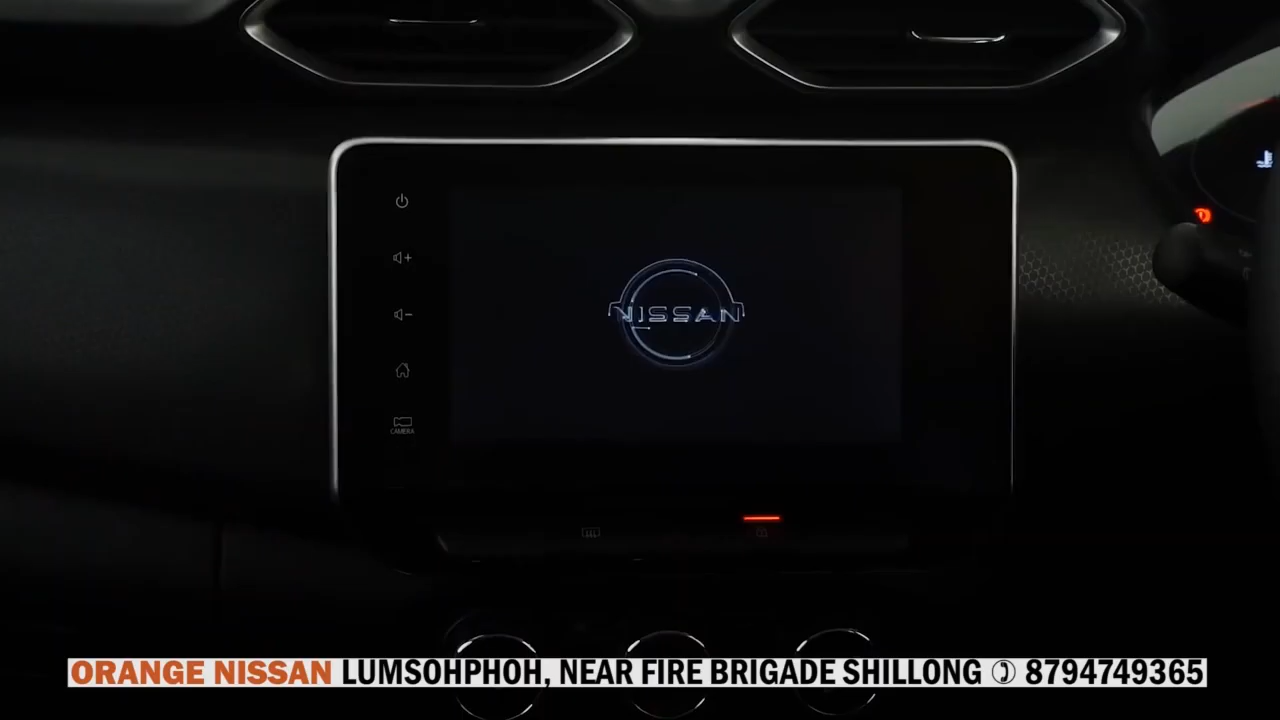 NISSAN
CAMERA
ORANGE NISSAN LUMSOHPHOH, NEAR FIRE BRIGADE SHILLONG ✆ 8794749365